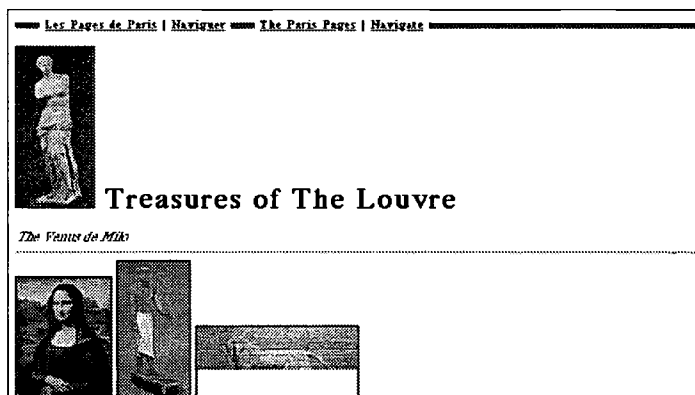 Les Pages de Paris | Naviguer The Paris Pages | Navigate
Treasures of The Louvre
The Venus de Milo